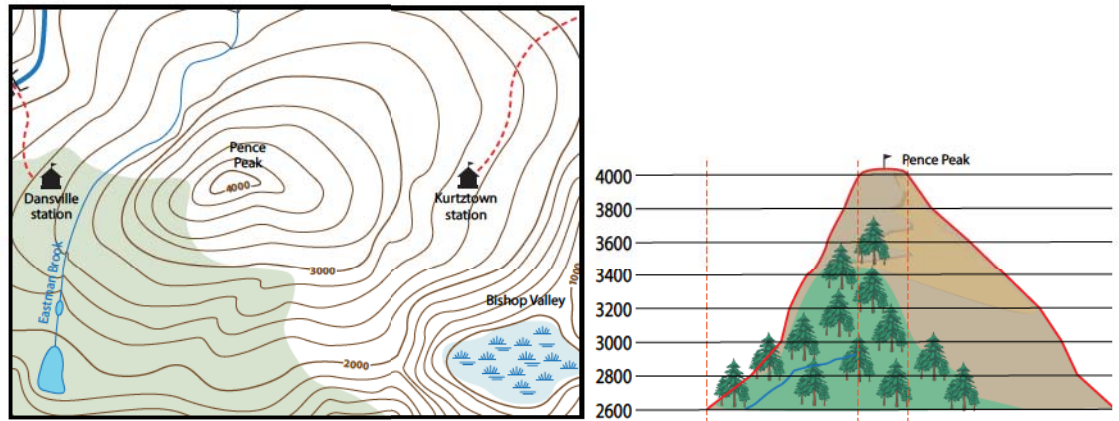 Pence
Peak
4000
Dansville
station
Kurtztown
station
Eastman Brook
3000
1000
Bishop Valley
2000
Pence Peak
4000
3800
3600
3400
3200
3000
2800
2600